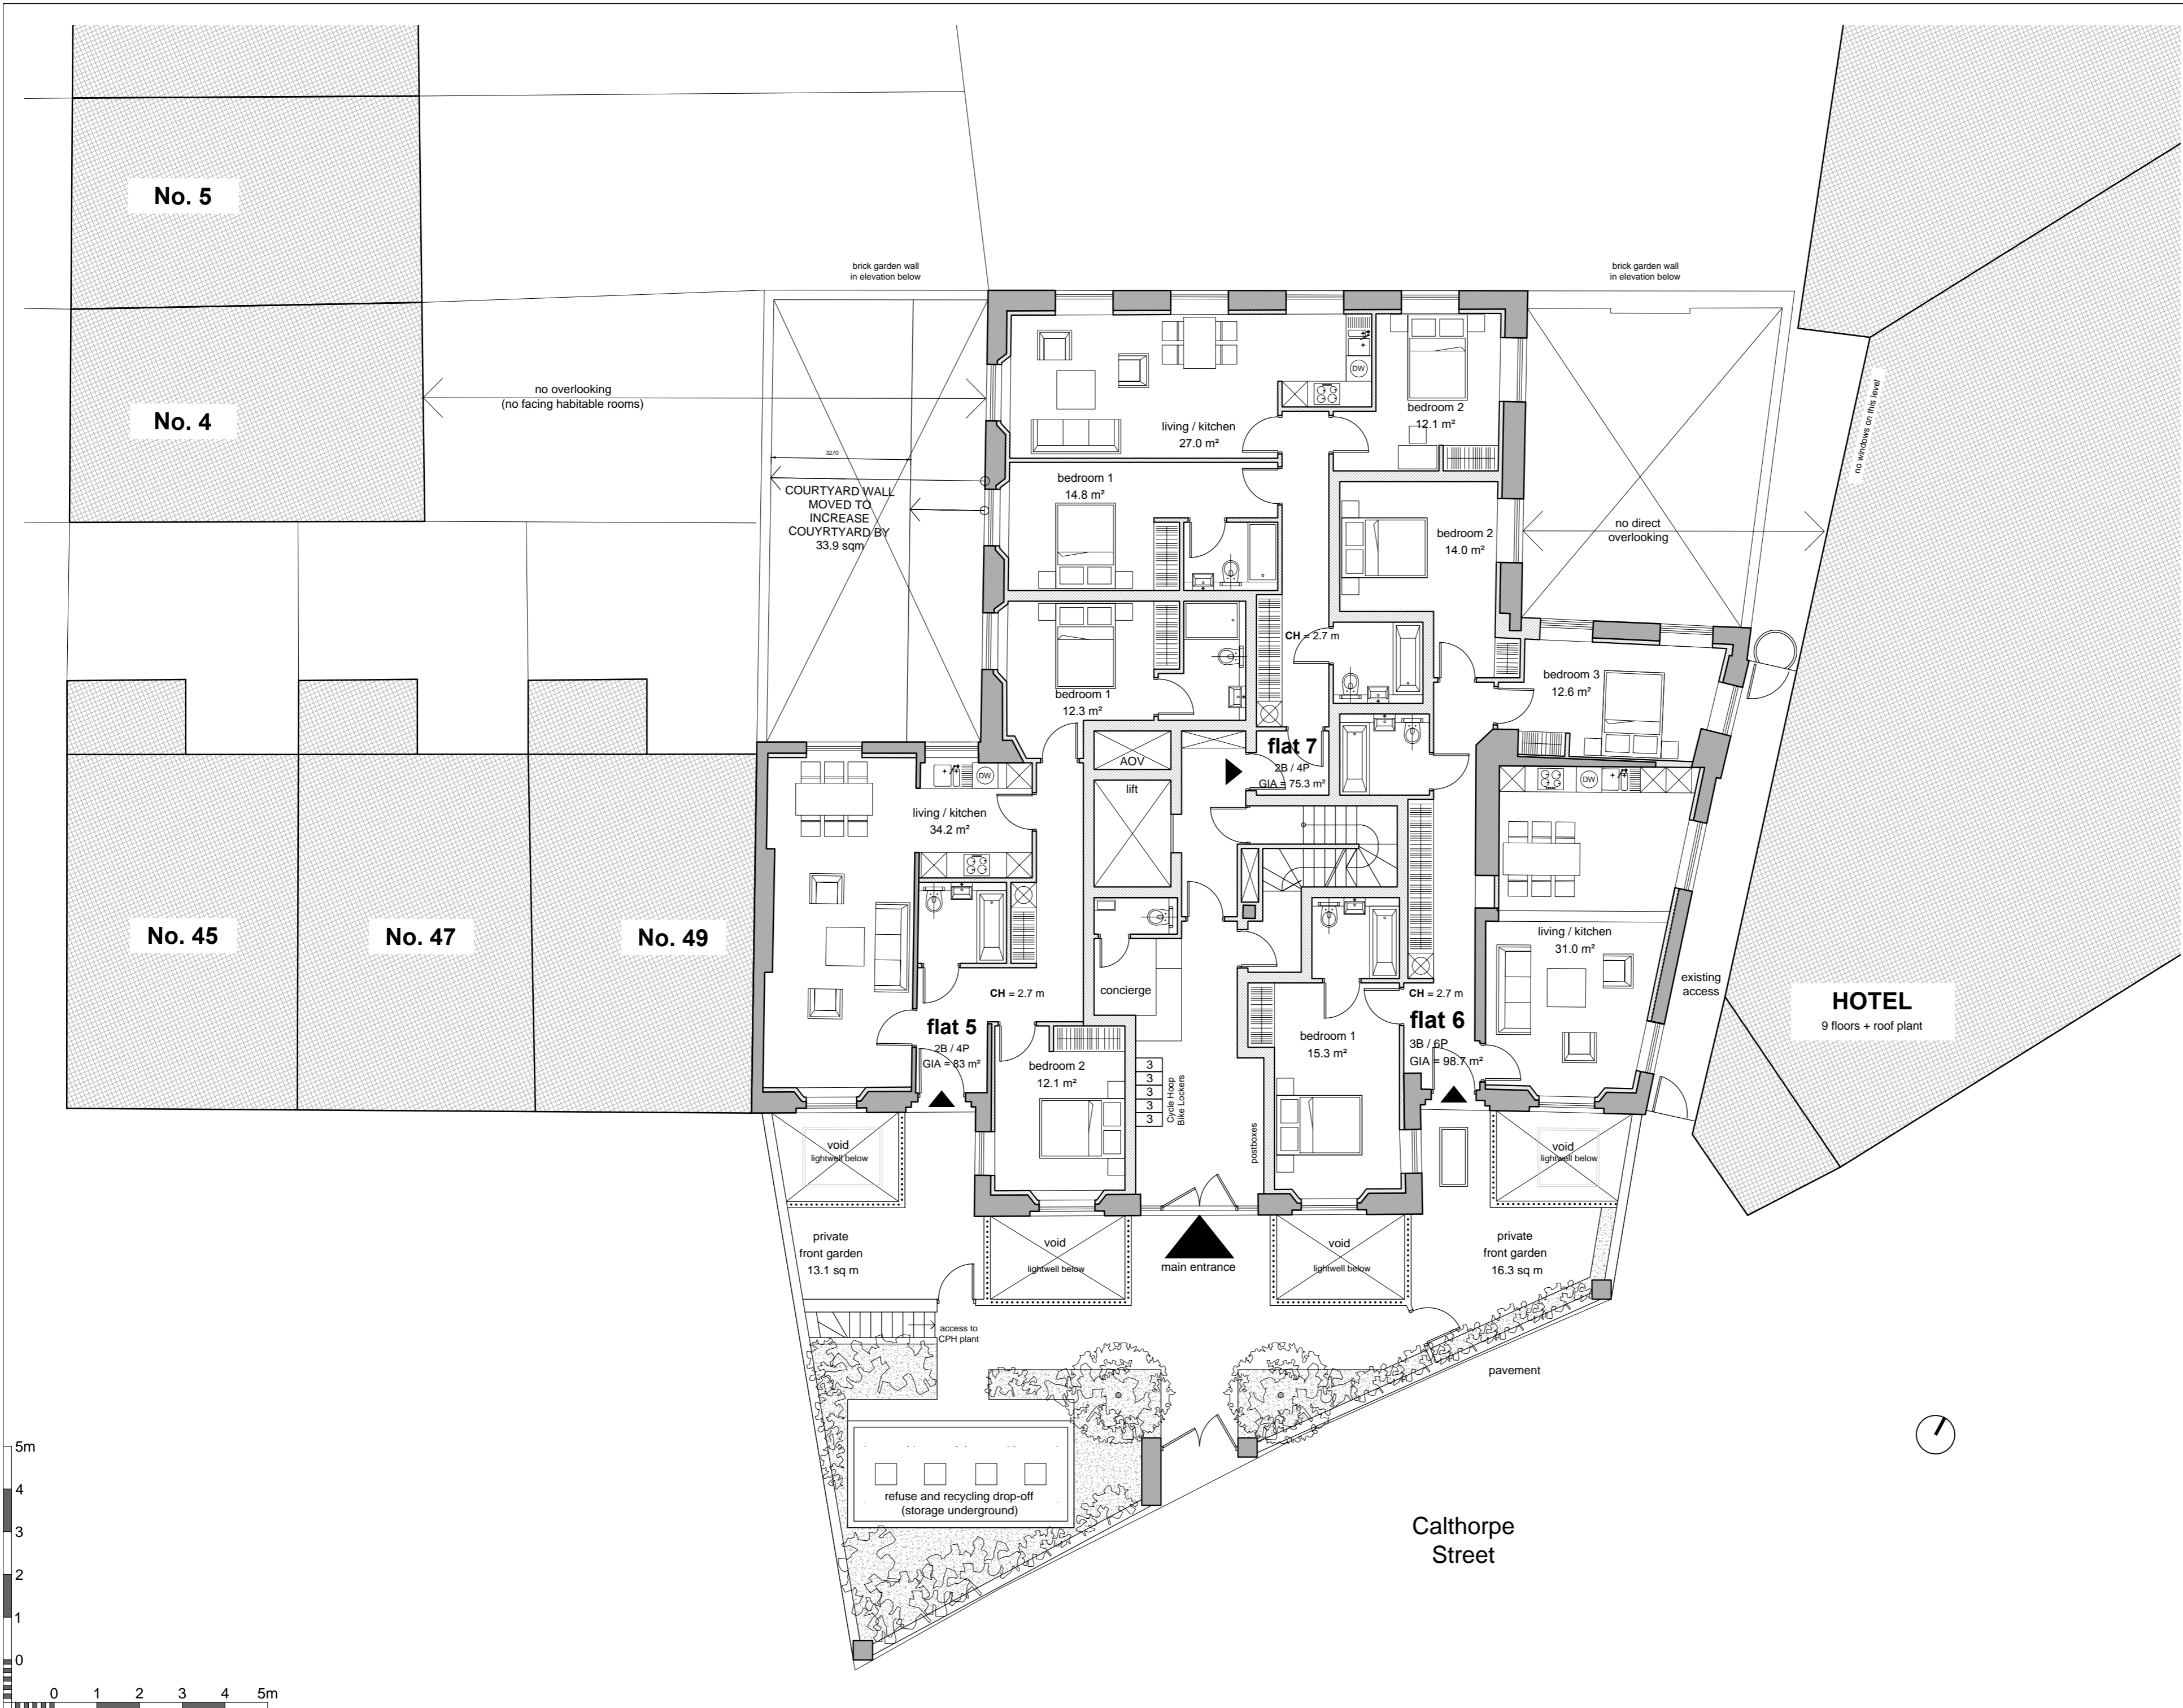 No. 5
No. 4
No. 45
No. 47
No. 49
brick garden wall
in elevation below
brick garden wall
in elevation below
no overlooking
(no facing habitable rooms)
3270
COURTYARD WALL
MOVED TO
INCREASE
COUYRTYARD BY
33.9 sqm
living / kitchen
27.0 m²
DW
bedroom 2
12.1 m²
bedroom 1
14.8 m²
bedroom 2
14.0 m²
no direct
overlooking
no windows on this level
CH = 2.7 m
bedroom 1
12.3 m²
bedroom 3
12.6 m²
AOV
lift
flat 7
2B / 4P
GIA = 75.3 m²
DW
living / kitchen
34.2 m²
DW
living / kitchen
31.0 m²
existing
access
HOTEL
9 floors + roof plant
concierge
CH = 2.7 m
flat 5
2B / 4P
GIA = 83 m²
bedroom 2
12.1 m²
3
3
3
3
3
Cycle Hoop
Bike Lockers
postboxes
bedroom 1
15.3 m²
CH = 2.7 m
flat 6
3B / 6P
GIA = 98.7 m²
void
lightwell below
void
lightwell below
private
front garden
13.1 sq m
void
lightwell below
main entrance
void
lightwell below
private
front garden
16.3 sq m
access to
CPH plant
pavement
refuse and recycling drop-off
(storage underground)
Calthorpe
Street
5m
4
3
2
1
0
0 1 2 3 4 5m